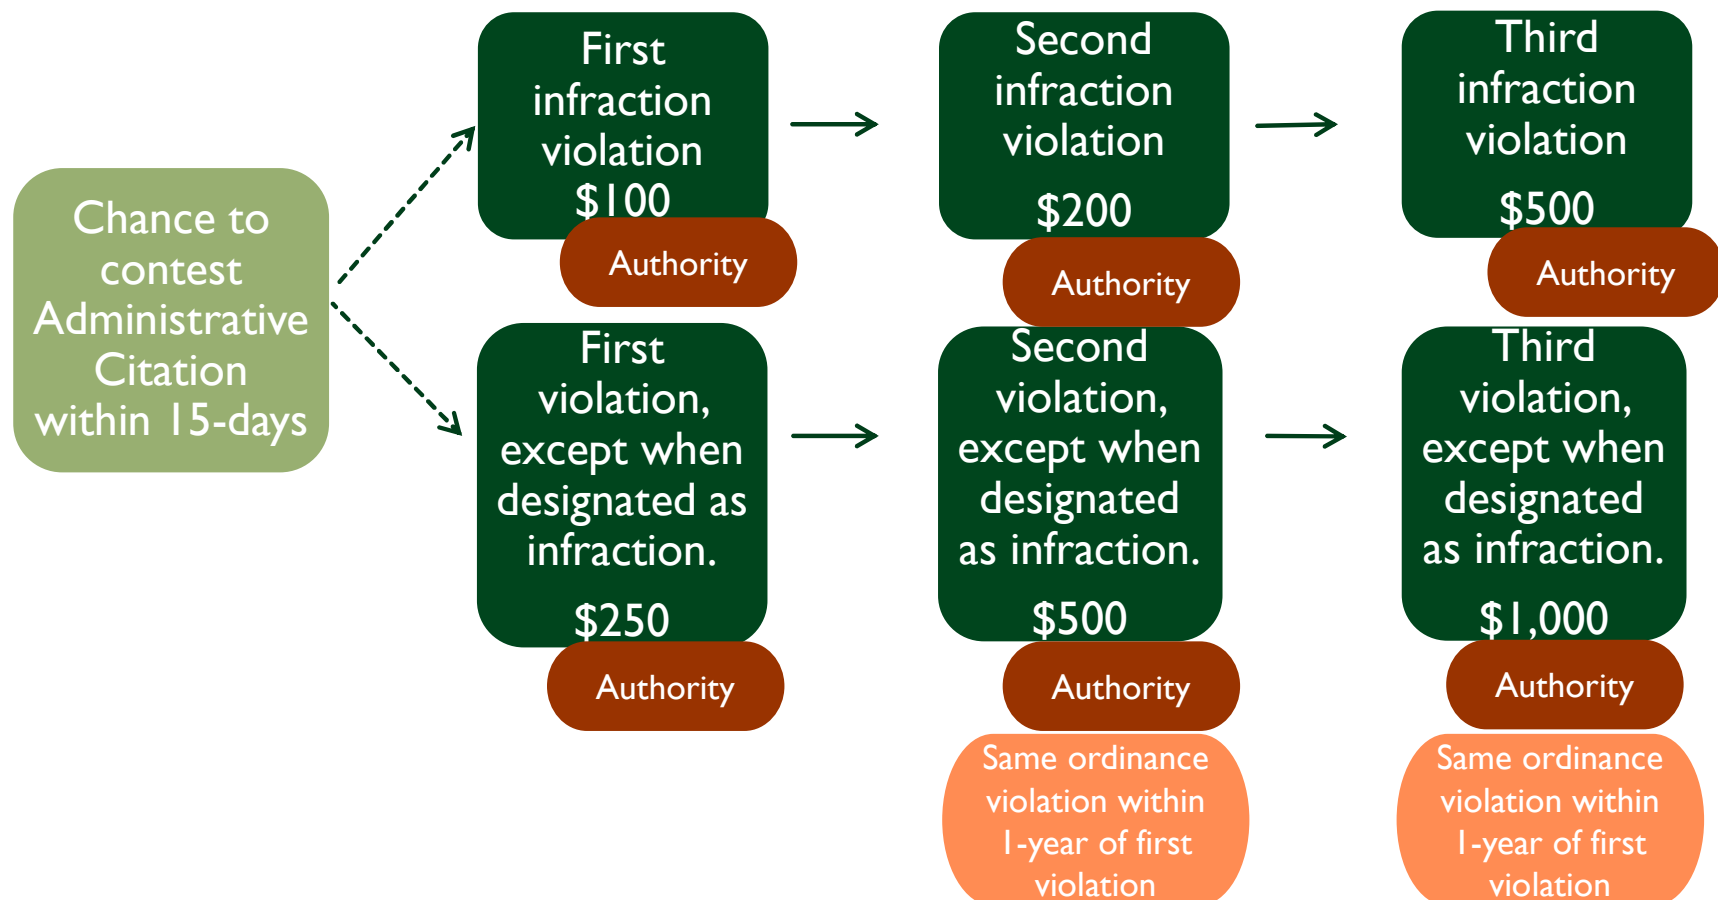 Chance to
contest
Administrative
Citation
within 15-days
First
infraction
violation
$100
Authority
Second
infraction
violation
$200
Authority
Third
infraction
violation
$500
Authority
First
violation,
except when
designated as
infraction.
$250
Authority
Second
violation,
except when
designated
as infraction.
$500
Authority
Same ordinance
violation within
1-year of first
violation
Third
violation,
except when
designated
as infraction.
$1,000
Authority
Same ordinance
violation within
1-year of first
violation